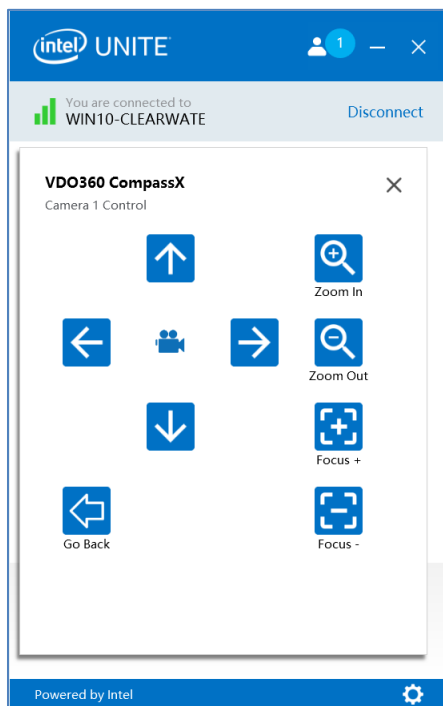 intel UNITE
1
You are connected to
WIN10-CLEARWATE
Disconnect
VDO360 CompassX
Camera 1 Control
Zoom In
Zoom Out
Focus +
Go Back
Focus -
Powered by Intel